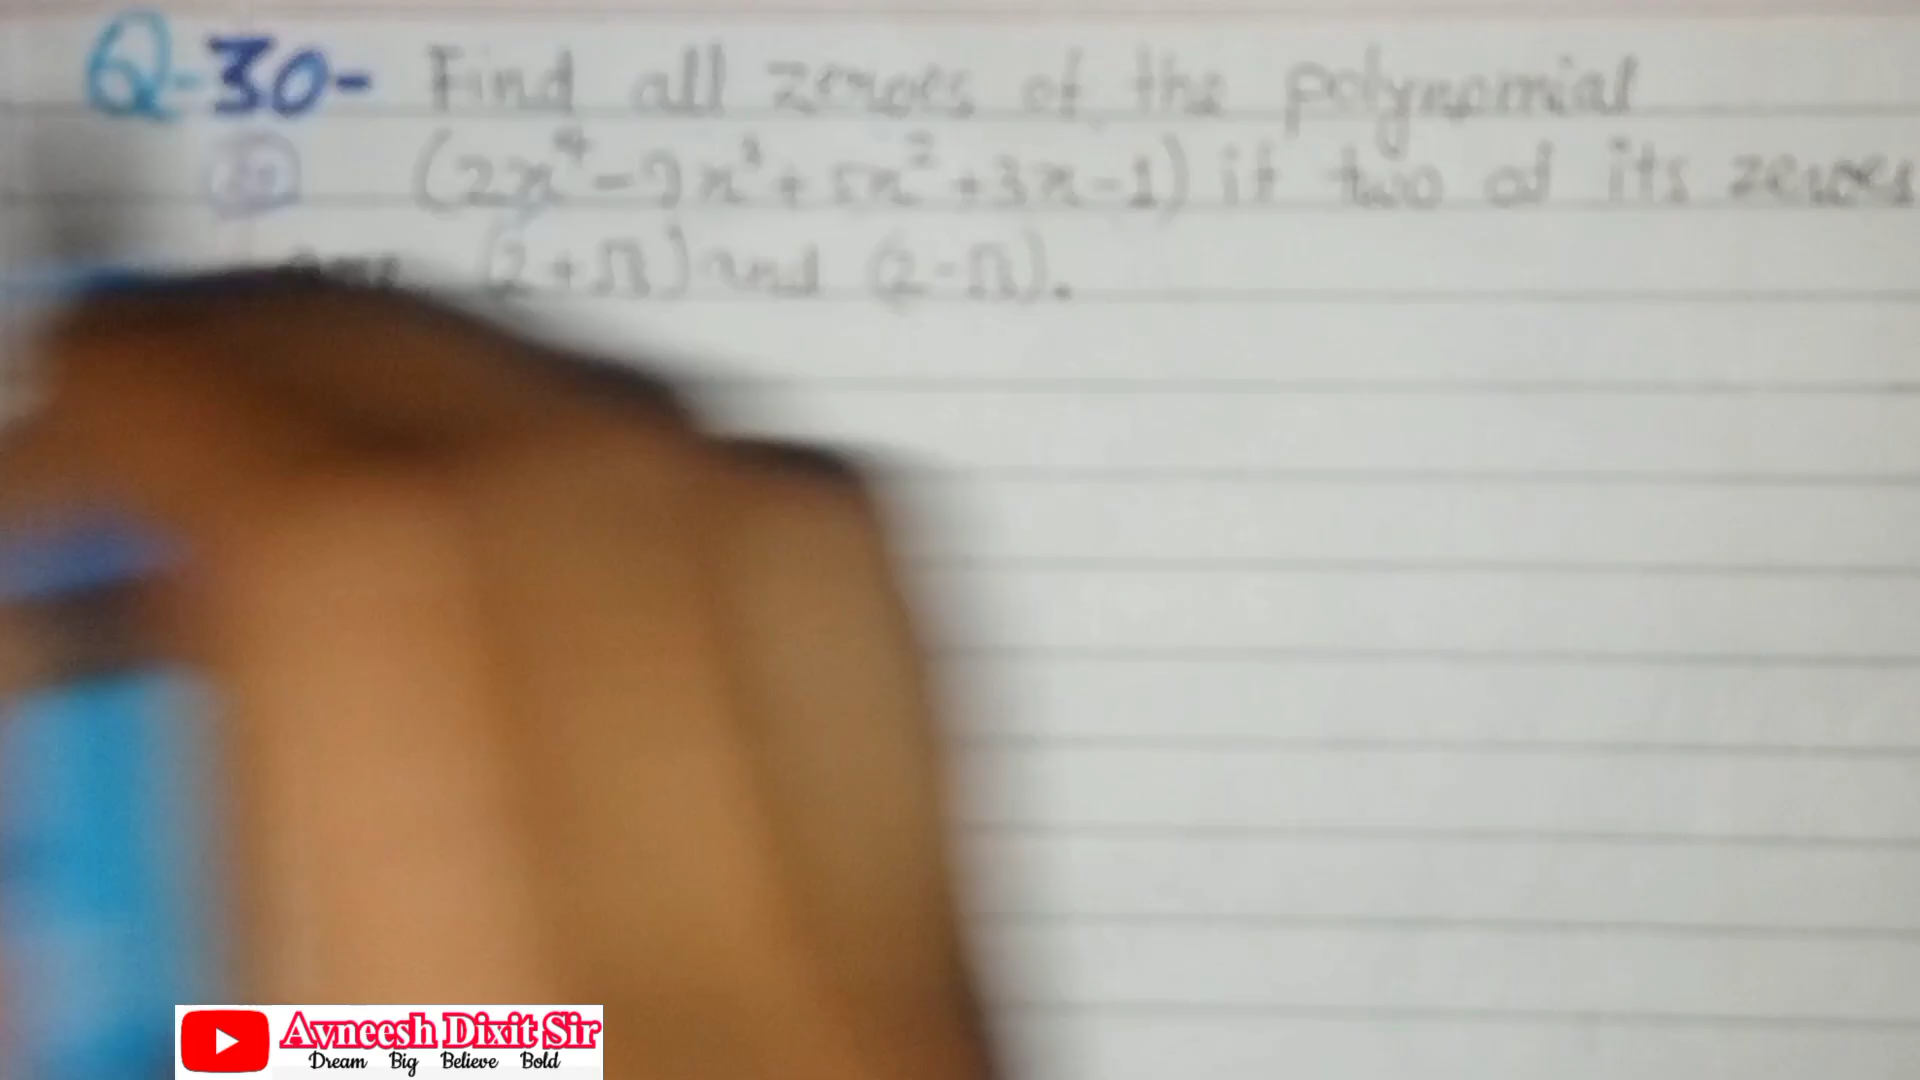 Q-30- Find all zeroes of the polynomial
(2x⁴-9x³+5x²+3x-1) if two of its zeroes
are (2+√3) and (2-√3).
Avneesh Dixit Sir
Dream Big Believe Bold